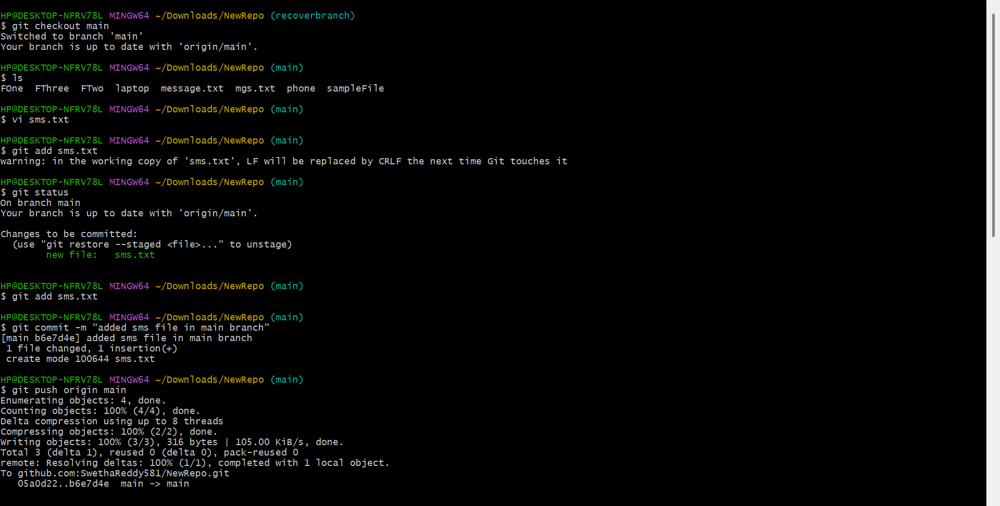 HP@DESKTOP-NFRV78L MINGW64 ~/Downloads/NewRepo (recoverbranch)
$ git checkout main
Switched to branch 'main'
Your branch is up to date with 'origin/main'.
HP@DESKTOP-NFRV78L MINGW64 ~/Downloads/NewRepo (main)
$ ls
FOne  FThree  FTwo  laptop  message.txt  mgs.txt  phone  sampleFile
HP@DESKTOP-NFRV78L MINGW64 ~/Downloads/NewRepo (main)
$ vi sms.txt
HP@DESKTOP-NFRV78L MINGW64 ~/Downloads/NewRepo (main)
$ git add sms.txt
warning: in the working copy of 'sms.txt', LF will be replaced by CRLF the next time Git touches it
HP@DESKTOP-NFRV78L MINGW64 ~/Downloads/NewRepo (main)
$ git status
On branch main
Your branch is up to date with 'origin/main'.
Changes to be committed:
  (use "git restore --staged <file>..." to unstage)
        new file:   sms.txt
HP@DESKTOP-NFRV78L MINGW64 ~/Downloads/NewRepo (main)
$ git add sms.txt
HP@DESKTOP-NFRV78L MINGW64 ~/Downloads/NewRepo (main)
$ git commit -m "added sms file in main branch"
[main b6e7d4e] added sms file in main branch
 1 file changed, 1 insertion(+)
 create mode 100644 sms.txt
HP@DESKTOP-NFRV78L MINGW64 ~/Downloads/NewRepo (main)
$ git push origin main
Enumerating objects: 4, done.
Counting objects: 100% (4/4), done.
Delta compression using up to 8 threads
Compressing objects: 100% (2/2), done.
Writing objects: 100% (3/3), 316 bytes | 105.00 KiB/s, done.
Total 3 (delta 1), reused 0 (delta 0), pack-reused 0
remote: Resolving deltas: 100% (1/1), completed with 1 local object.
To github.com:SwethaReddy581/NewRepo.git
   05a0d22..b6e7d4e  main -> main